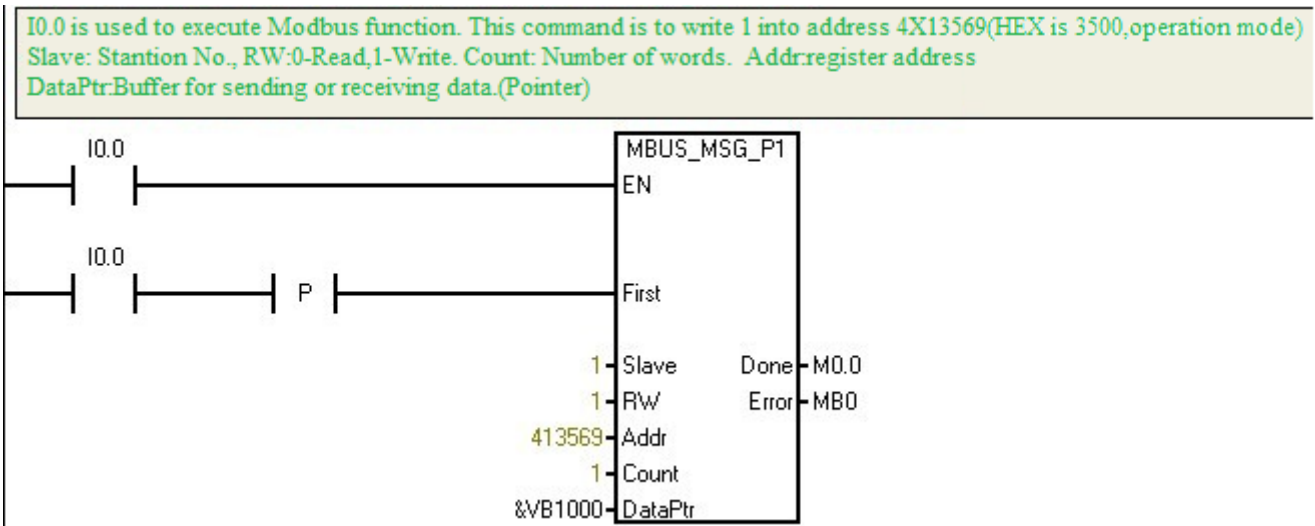 I0.0 is used to execute Modbus function. This command is to write 1 into address 4X13569(HEX is 3500,operation mode)
Slave: Stantion No., RW:0-Read,1-Write. Count: Number of words. Addr:register address
DataPtr:Buffer for sending or receiving data.(Pointer)
I0.0
MBUS_MSG_P1
EN
I0.0
P
First
1 Slave Done M0.0
1 RW Error MB0
413569 Addr
1 Count
&VB1000 DataPtr